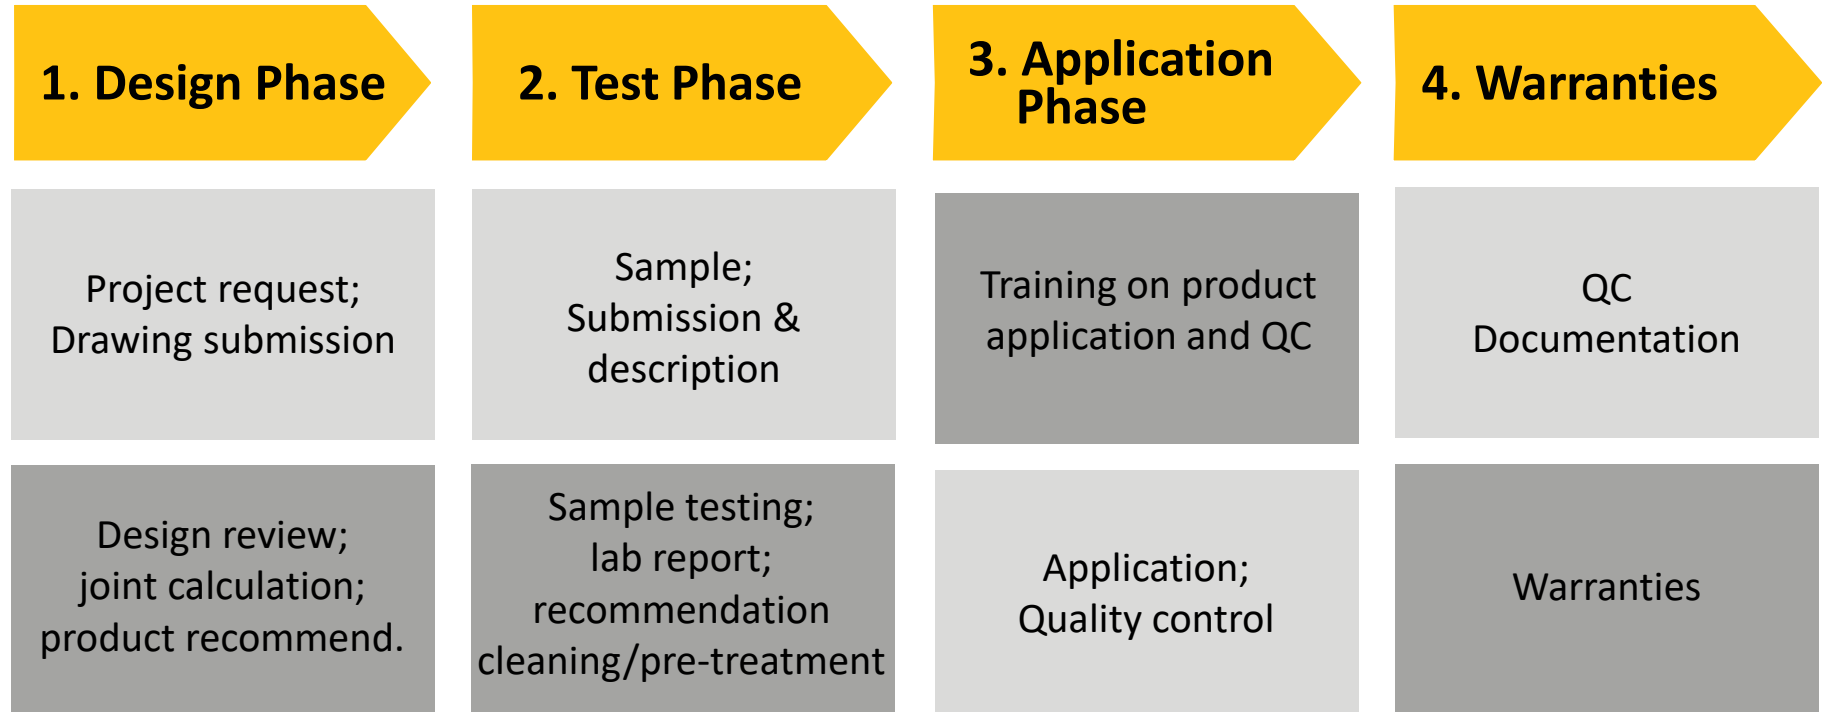 1. Design Phase
2. Test Phase
3. Application
Phase
4. Warranties
Project request;
Drawing submission
Sample;
Submission &
description
Training on product
application and QC
QC
Documentation
Design review;
joint calculation;
product recommend.
Sample testing;
lab report;
recommendation
cleaning/pre-treatment
Application;
Quality control
Warranties